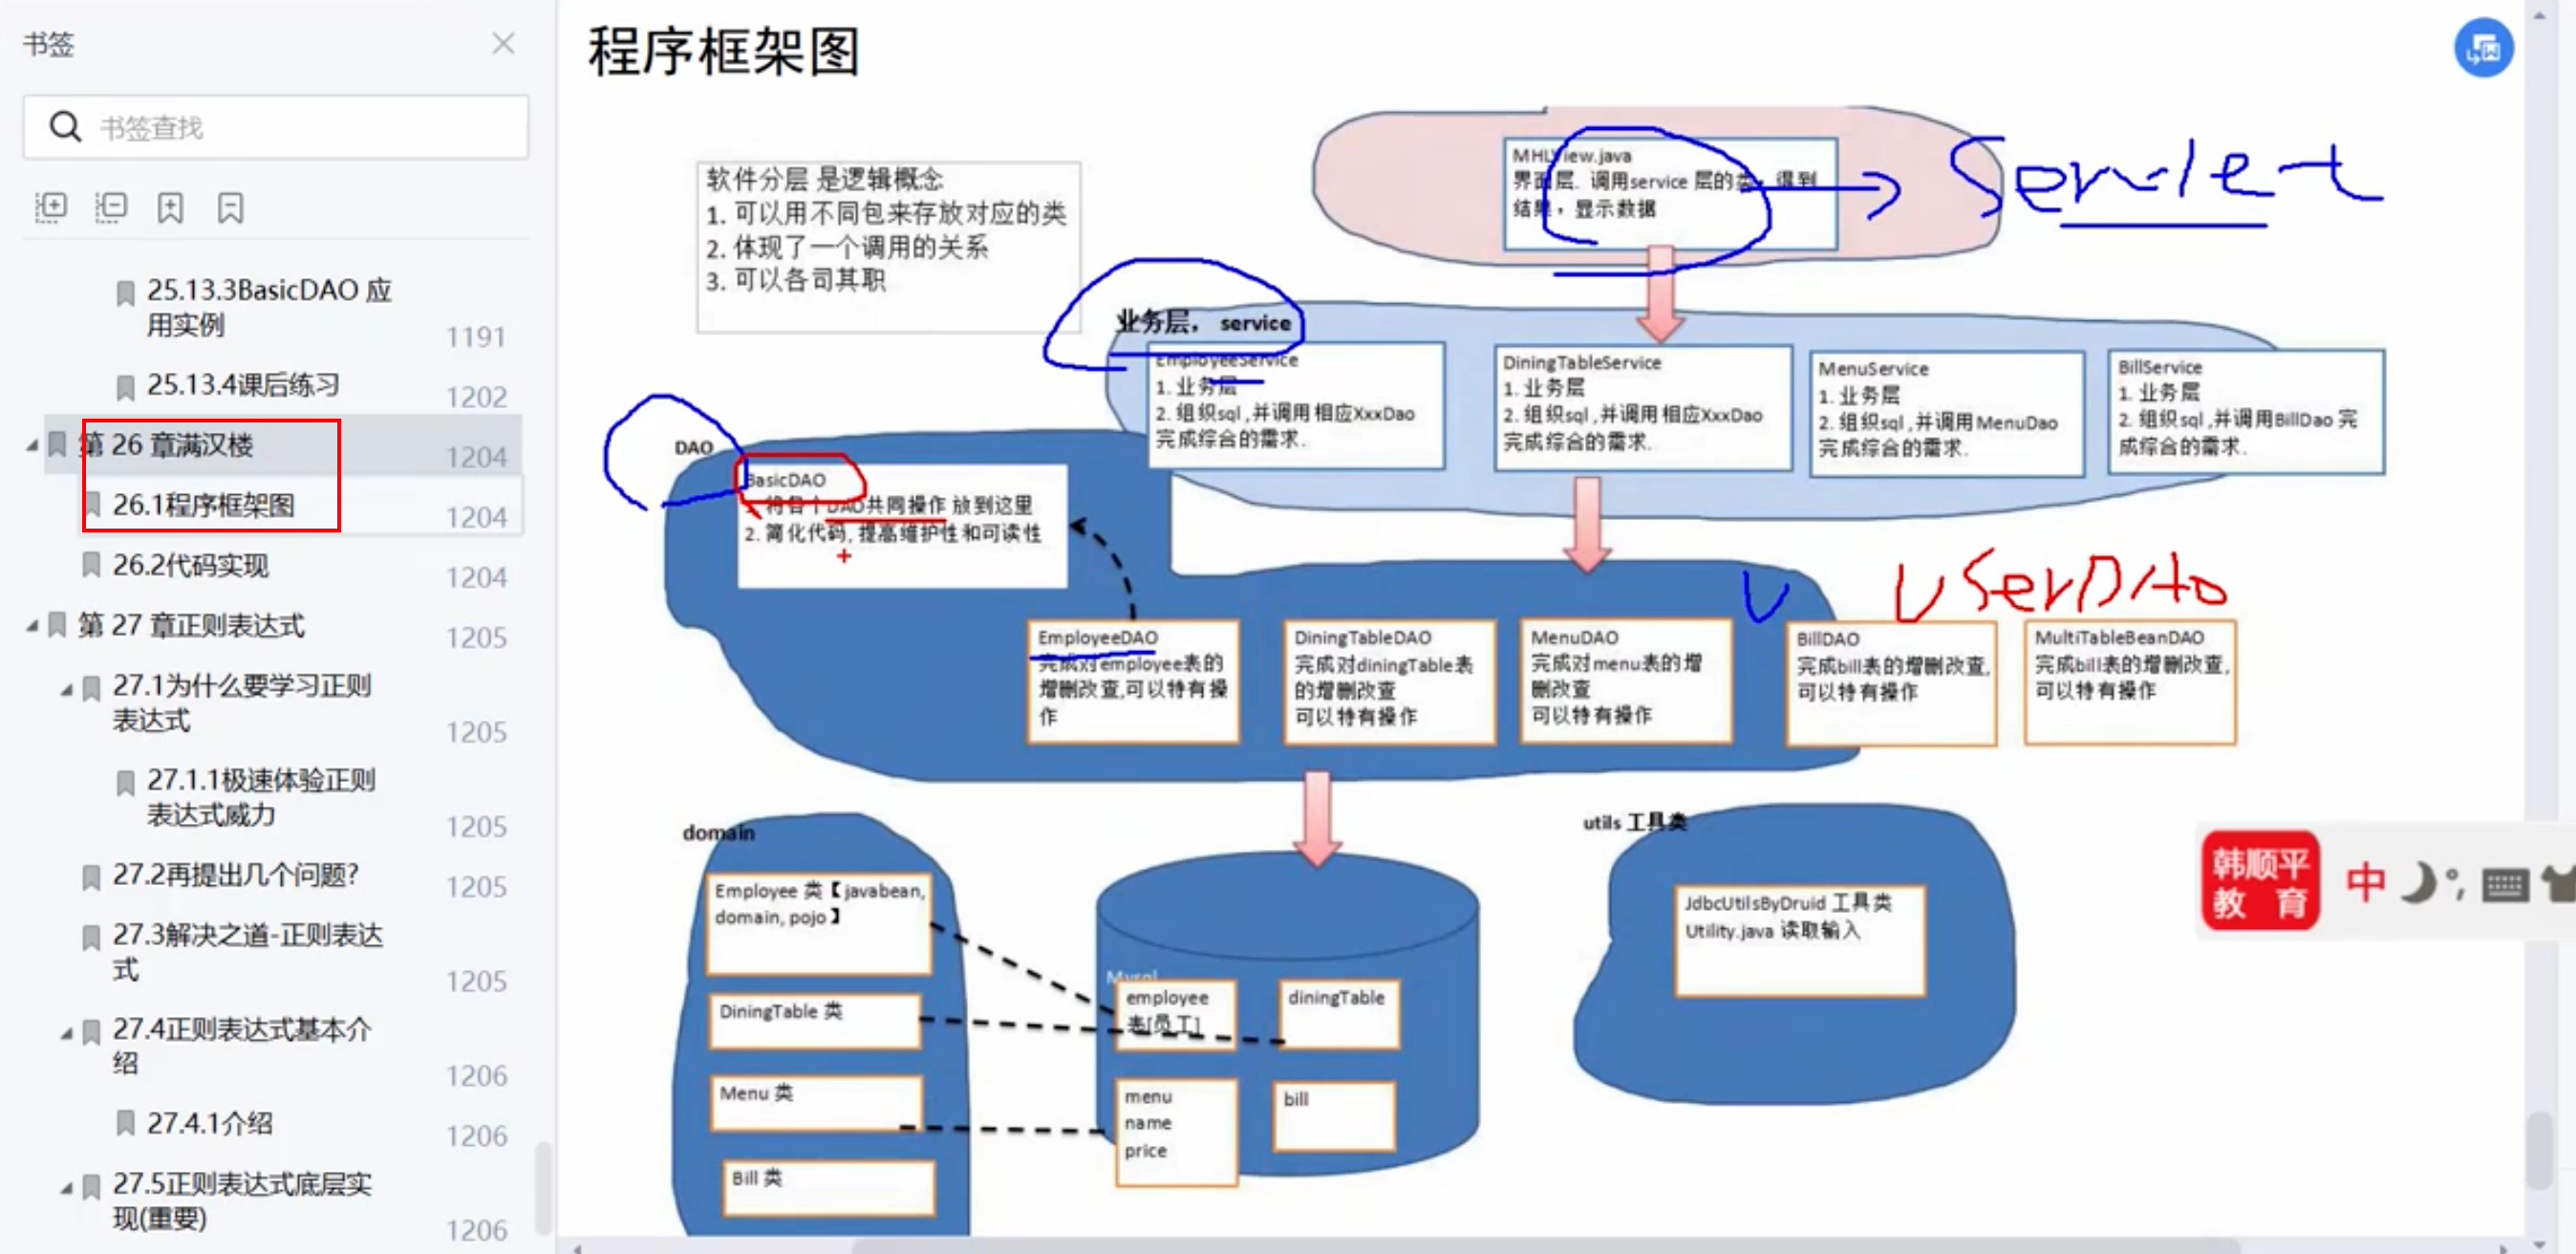 书签
书签查找
25.13.3BasicDAO 应
用实例
1191
25.13.4课后练习
1202
第 26 章满汉楼
1204
26.1程序框架图
1204
26.2代码实现
1204
第 27 章正则表达式
1205
27.1为什么要学习正则
表达式
1205
27.1.1极速体验正则
表达式威力
1205
27.2再提出几个问题?
1205
27.3解决之道-正则表达
式
1205
27.4正则表达式基本介
绍
1206
27.4.1介绍
1206
27.5正则表达式底层实
现(重要)
1206
程序框架图
软件分层 是逻辑概念
1. 可以用不同包来存放对应的类
2. 体现了一个调用的关系
3. 可以各司其职
MHLView.java
界面层. 调用service 层的类，得到
结果，显示数据
Servlet
业务层， service
EmployeeService
1. 业务层
2. 组织sql ,并调用相应XxxDao
完成综合的需求.
DiningTableService
1. 业务层
2. 组织sql ,并调用相应XxxDao
完成综合的需求.
MenuService
1. 业务层
2. 组织sql ,并调用MenuDao
完成综合的需求.
BillService
1. 业务层
2. 组织sql ,并调用BillDao 完
成综合的需求.
DAO
BasicDAO
1. 将各个DAO共同操作 放到这里
2. 简化代码, 提高维护性和可读性
UserDAO
EmployeeDAO
完成对employee表的
增删改查,可以特有操
作
DiningTableDAO
完成对diningTable表
的增删改查
可以特有操作
MenuDAO
完成对menu表的增
删改查
可以特有操作
BillDAO
完成bill表的增删改查,
可以特有操作
MultiTableBeanDAO
完成bill表的增删改查,
可以特有操作
domain
Employee 类【javabean,
domain, pojo】
DiningTable 类
Menu 类
Bill 类
Mysql
employee
表[员工]
diningTable
menu
name
price
bill
utils 工具类
JdbcUtilsByDruid 工具类
Utility.java 读取输入
韩顺平
教 育
中